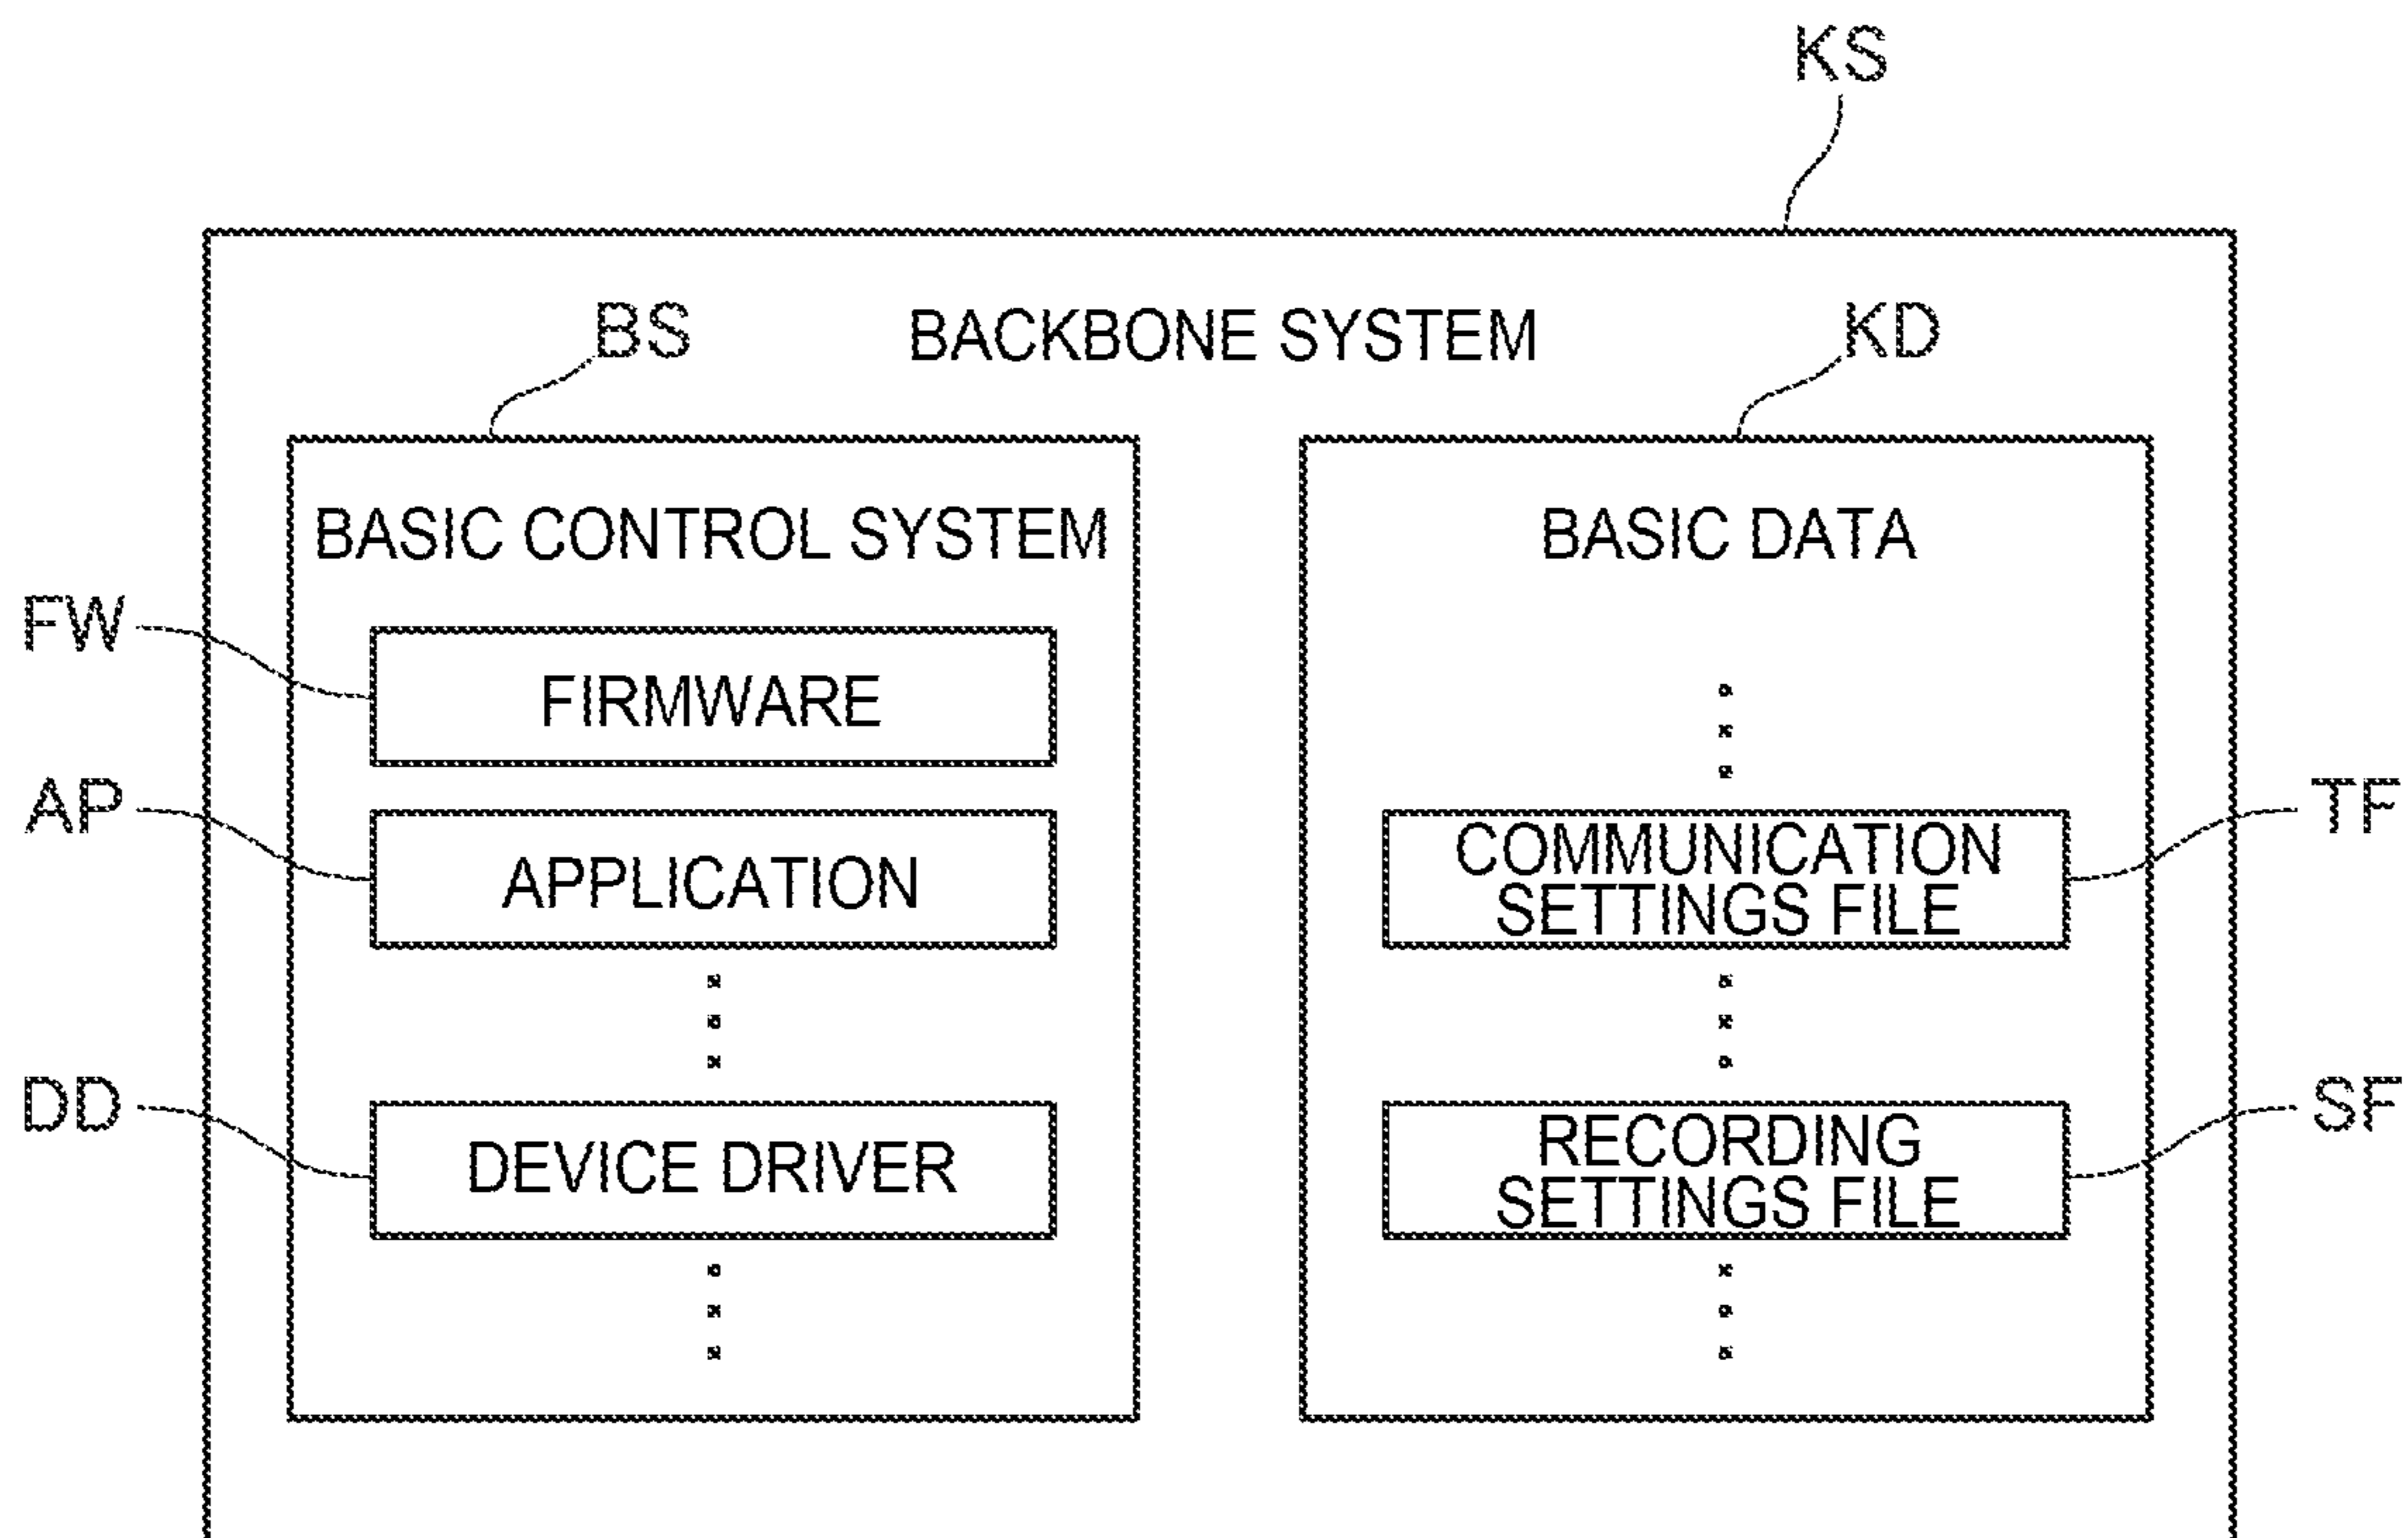 KS
BACKBONE SYSTEM
BS
KD
BASIC CONTROL SYSTEM
FW
FIRMWARE
AP
APPLICATION
DD
DEVICE DRIVER
BASIC DATA
COMMUNICATION
SETTINGS FILE
TF
RECORDING
SETTINGS FILE
SF